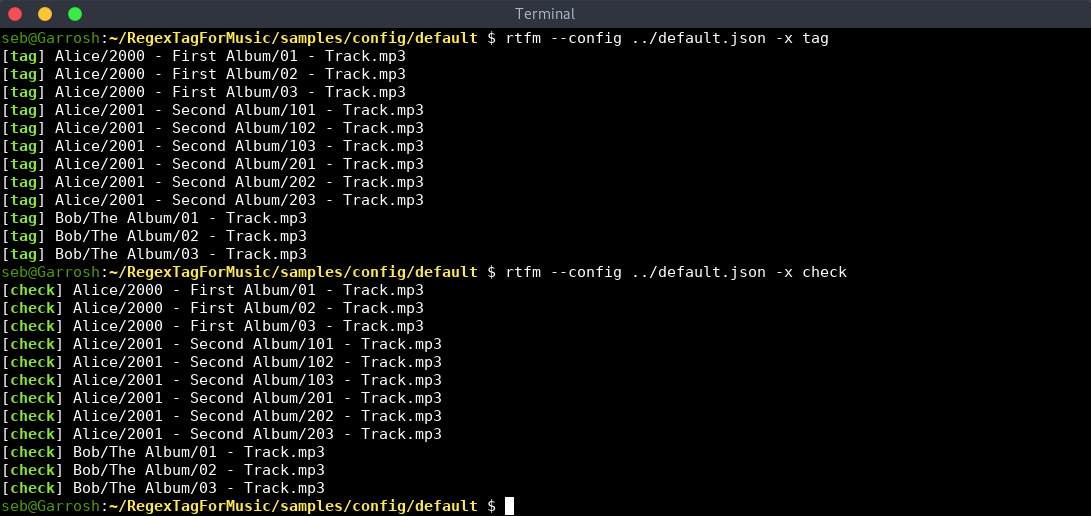 Terminal
seb@Garrosh:~/RegexTagForMusic/samples/config/default $ rtfm --config ../default.json -x tag
[tag] Alice/2000 - First Album/01 - Track.mp3
[tag] Alice/2000 - First Album/02 - Track.mp3
[tag] Alice/2000 - First Album/03 - Track.mp3
[tag] Alice/2001 - Second Album/101 - Track.mp3
[tag] Alice/2001 - Second Album/102 - Track.mp3
[tag] Alice/2001 - Second Album/103 - Track.mp3
[tag] Alice/2001 - Second Album/201 - Track.mp3
[tag] Alice/2001 - Second Album/202 - Track.mp3
[tag] Alice/2001 - Second Album/203 - Track.mp3
[tag] Bob/The Album/01 - Track.mp3
[tag] Bob/The Album/02 - Track.mp3
[tag] Bob/The Album/03 - Track.mp3
seb@Garrosh:~/RegexTagForMusic/samples/config/default $ rtfm --config ../default.json -x check
[check] Alice/2000 - First Album/01 - Track.mp3
[check] Alice/2000 - First Album/02 - Track.mp3
[check] Alice/2000 - First Album/03 - Track.mp3
[check] Alice/2001 - Second Album/101 - Track.mp3
[check] Alice/2001 - Second Album/102 - Track.mp3
[check] Alice/2001 - Second Album/103 - Track.mp3
[check] Alice/2001 - Second Album/201 - Track.mp3
[check] Alice/2001 - Second Album/202 - Track.mp3
[check] Alice/2001 - Second Album/203 - Track.mp3
[check] Bob/The Album/01 - Track.mp3
[check] Bob/The Album/02 - Track.mp3
[check] Bob/The Album/03 - Track.mp3
seb@Garrosh:~/RegexTagForMusic/samples/config/default $